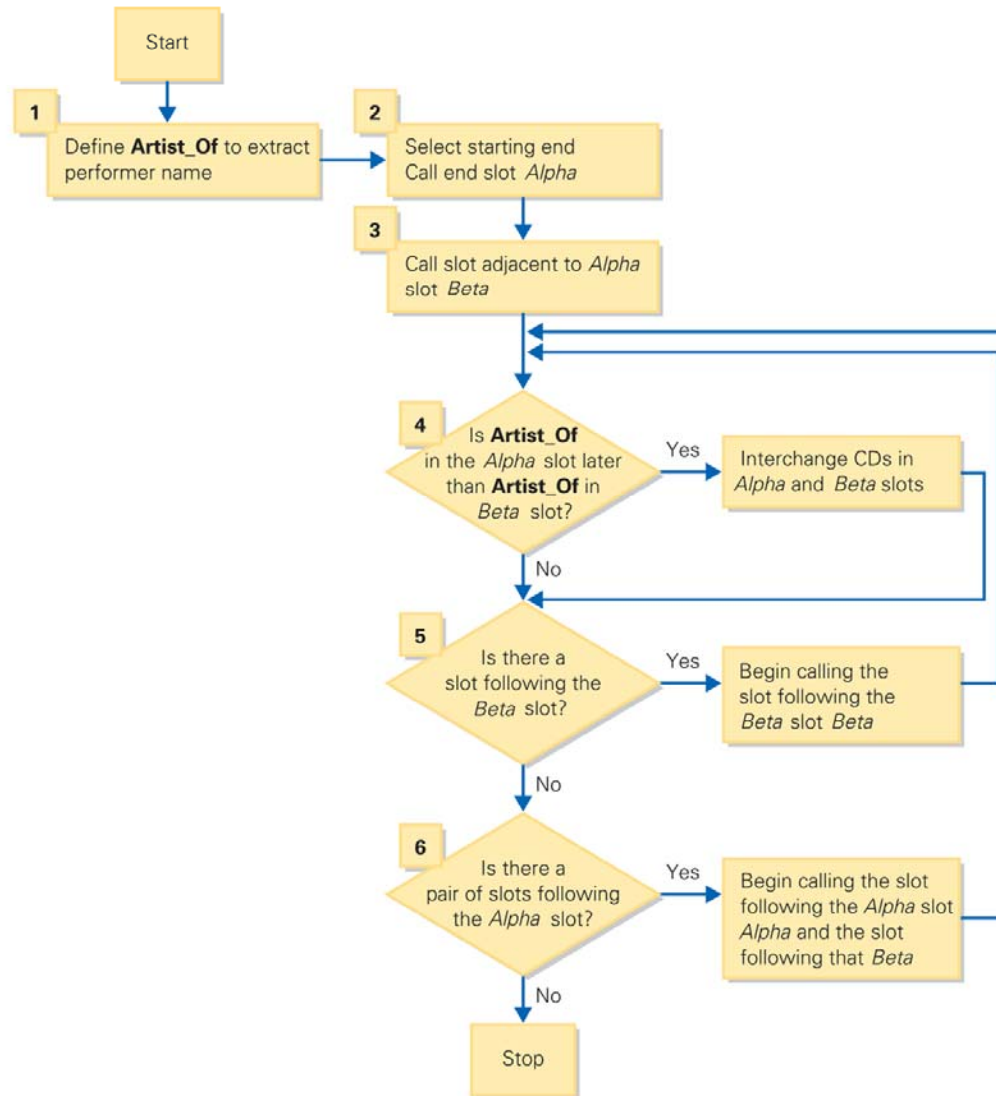 Start
1
Define Artist_Of to extract
performer name
2
Select starting end
Call end slot Alpha
3
Call slot adjacent to Alpha
slot Beta
4
Is Artist_Of
in the Alpha slot later
than Artist_Of in
Beta slot?
Yes
Interchange CDs in
Alpha and Beta slots
No
5
Is there a
slot following the
Beta slot?
Yes
Begin calling the
slot following the
Beta slot Beta
No
6
Is there a
pair of slots following
the Alpha slot?
Yes
Begin calling the slot
following the Alpha slot
Alpha and the slot
following that Beta
No
Stop